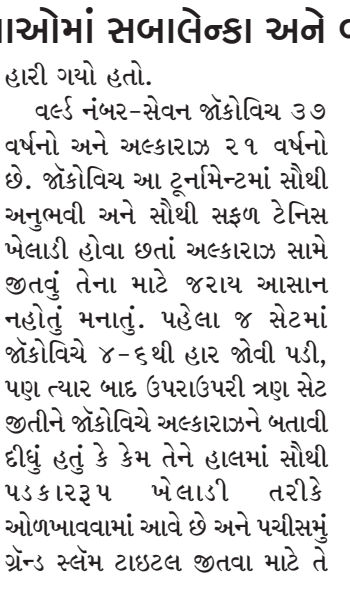 સબાલેન્કા અને
હારી ગયો હતો.
વર્લ્ડ નંબર-સેવન જૉકોવિચ ૩૭
વર્ષનો અને અલ્કારાઝ ૨૧ વર્ષનો
છે. જૉકોવિચ આ ટૂર્નામેન્ટમાં સૌથી
અનુભવી અને સૌથી સફળ ટેનિસ
ખેલાડી હોવા છતાં અલ્કારાઝ સામે
જીતવું તેના માટે જરાય આસાન
નહોતું મનાતું. પહેલા જ સેટમાં
જૉકોવિચે ૪-૬થી હાર જોવી પડી,
પણ ત્યાર બાદ ઉપરાઉપરી ત્રણ સેટ
જીતીને જૉકોવિચે અલ્કારાઝને બતાવી
દીધું હતું કે કેમ તેને હાલમાં સૌથી
પડકારરૂપ ખેલાડી તરીકે
ઓળખાવવામાં આવે છે અને પચીસમું
ગ્રૅન્ડ સ્લૅમ ટાઇટલ જીતવા માટે તે